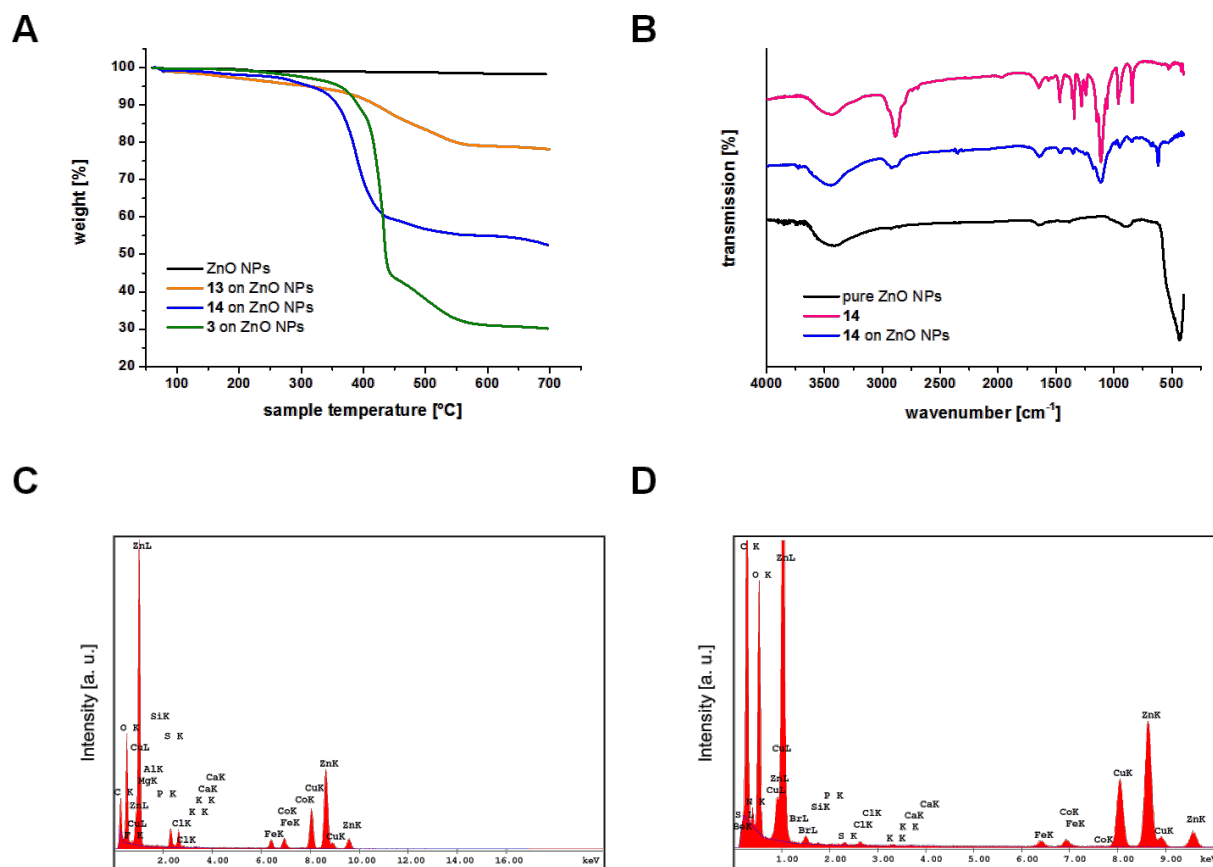 A
B
100
90
80
70
60
50
40
30
20
weight [%]
ZnO NPs
13 on ZnO NPs
14 on ZnO NPs
3 on ZnO NPs
100 200 300 400 500 600 700
sample temperature [ºC]
transmission [%]
pure ZnO NPs
14
14 on ZnO NPs
4000 3500 3000 2500 2000 1500 1000 500
wavenumber [cm⁻¹]
C
D
Intensity [a. u.]
ZnL
SiK
O K
S K
CuL
AlK
CaK
MgK
CaK
C K
P K
K K
K K
ZnL
ClK
CuL
ClK
F K
ZnK
CuK
CoK
CoK
FeK
FeK
CuK
ZnK
2.00 4.00 6.00 8.00 10.00 12.00 14.00 16.00 keV
Intensity [a. u.]
C K
ZnL
O K
CuL
ZnL
CuL
N K
S L
BeK
P K
SiK
BrL
BrL
ClK
ClK
S K
CaK
CaK
K K
K K
ZnK
CuK
CoK
FeK
FeK
CoK
CuK
ZnK
1.00 2.00 3.00 4.00 5.00 6.00 7.00 8.00 9.00